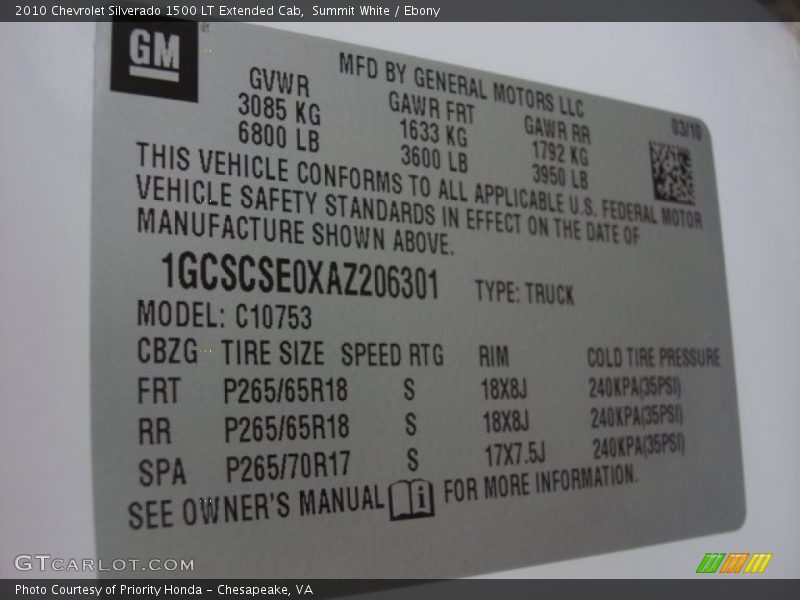 2010 Chevrolet Silverado 1500 LT Extended Cab, Summit White / Ebony
GM
MFD BY GENERAL MOTORS LLC
GVWR GAWR FRT GAWR RR 03/10
3085 KG 1633 KG 1792 KG
6800 LB 3600 LB 3950 LB
THIS VEHICLE CONFORMS TO ALL APPLICABLE U.S. FEDERAL MOTOR
VEHICLE SAFETY STANDARDS IN EFFECT ON THE DATE OF
MANUFACTURE SHOWN ABOVE.
1GCSCSE0XAZ206301 TYPE: TRUCK
MODEL: C10753
CBZG TIRE SIZE SPEED RTG RIM COLD TIRE PRESSURE
FRT P265/65R18 S 18X8J 240KPA(35PSI)
RR P265/65R18 S 18X8J 240KPA(35PSI)
SPA P265/70R17 S 17X7.5J 240KPA(35PSI)
SEE OWNER'S MANUAL i FOR MORE INFORMATION.
GTCARLOT.COM
Photo Courtesy of Priority Honda - Chesapeake, VA